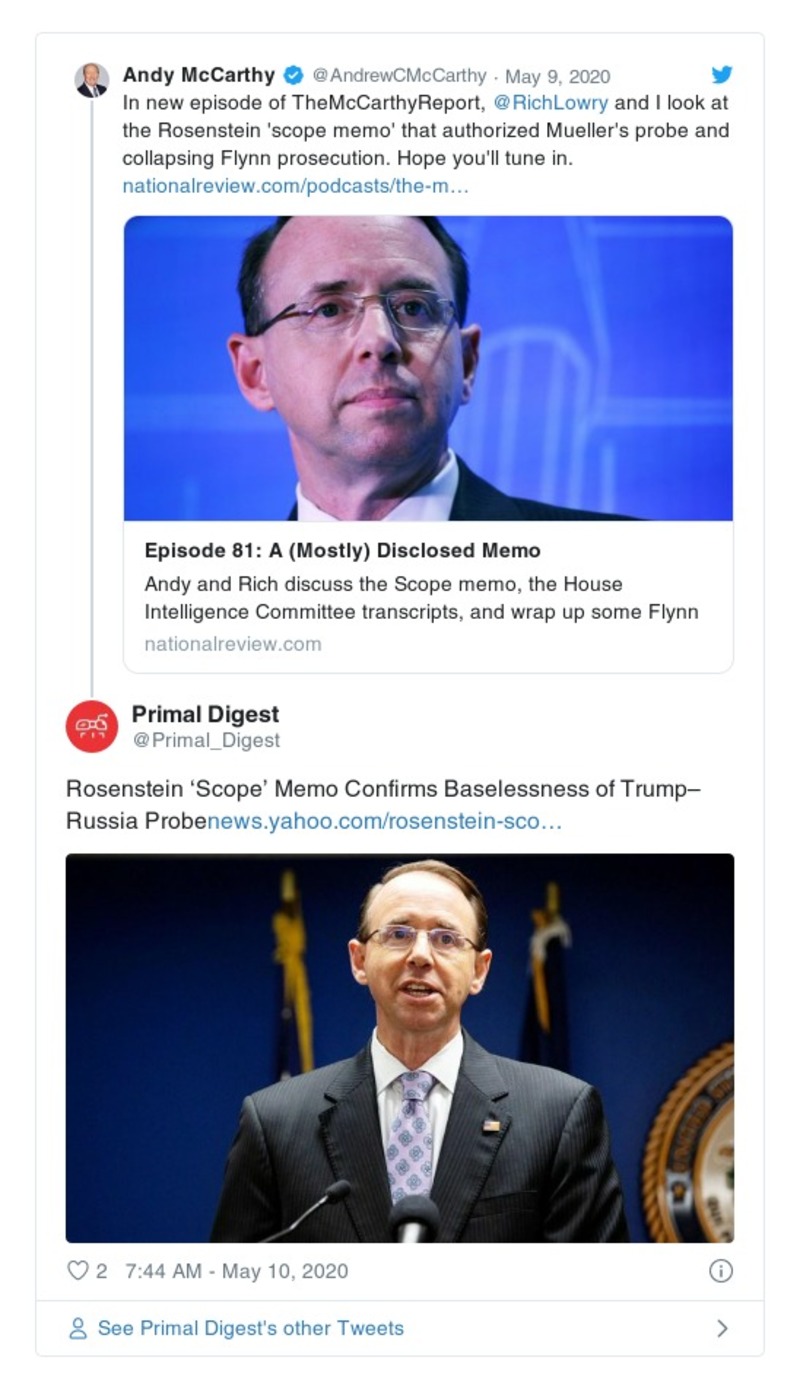 Andy McCarthy @AndrewCMcCarthy · May 9, 2020
In new episode of TheMcCarthyReport, @RichLowry and I look at
the Rosenstein 'scope memo' that authorized Mueller's probe and
collapsing Flynn prosecution. Hope you'll tune in.
nationalreview.com/podcasts/the-m…
Episode 81: A (Mostly) Disclosed Memo
Andy and Rich discuss the Scope memo, the House
Intelligence Committee transcripts, and wrap up some Flynn
nationalreview.com
Primal Digest
@Primal_Digest
Rosenstein ‘Scope’ Memo Confirms Baselessness of Trump–
Russia Probenews.yahoo.com/rosenstein-sco…
2 7:44 AM - May 10, 2020
See Primal Digest's other Tweets